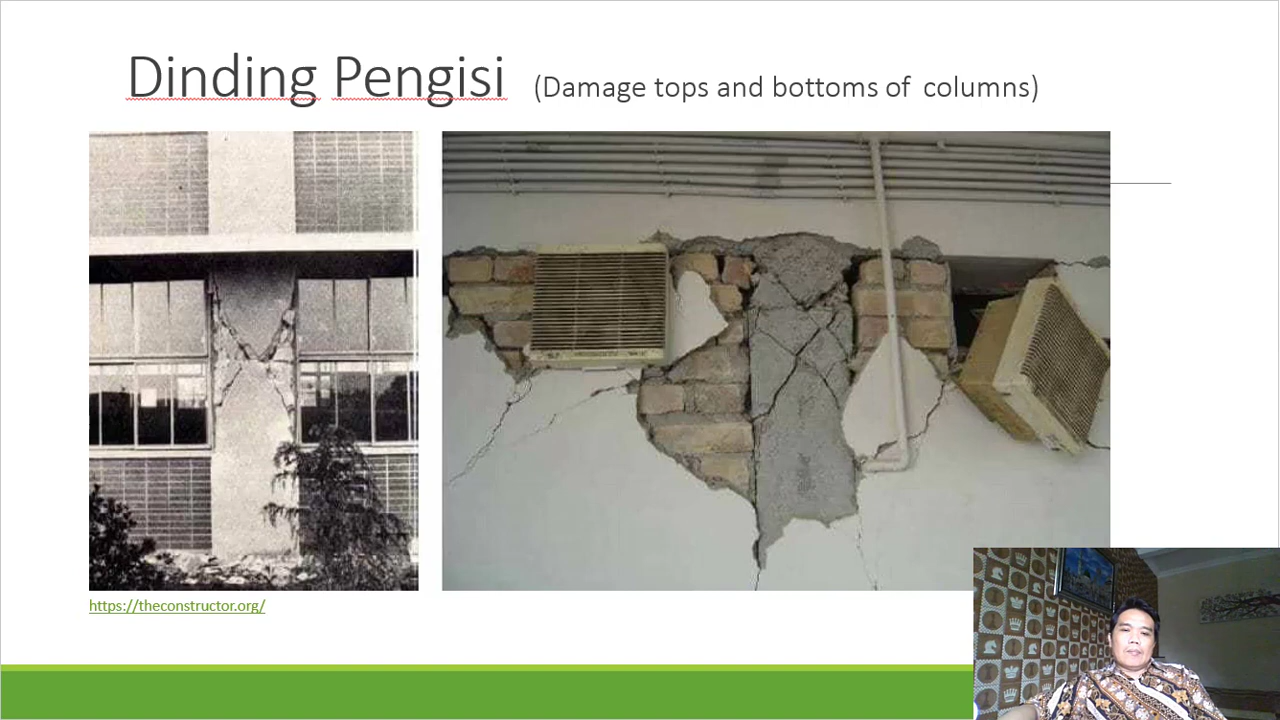 Dinding Pengisi (Damage tops and bottoms of columns)
https://theconstructor.org/